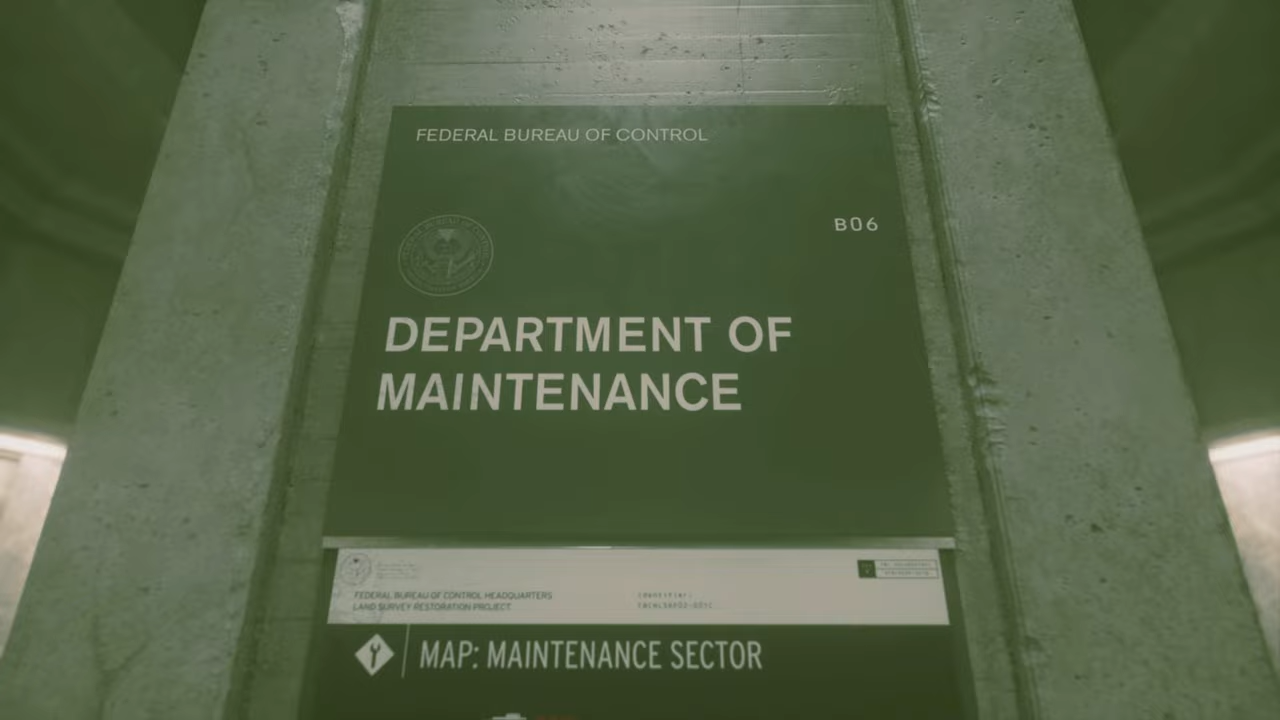 FEDERAL BUREAU OF CONTROL
B06
DEPARTMENT OF
MAINTENANCE
FEDERAL BUREAU OF CONTROL HEADQUARTERS
LAND SURVEY RESTORATION PROJECT
MAP: MAINTENANCE SECTOR